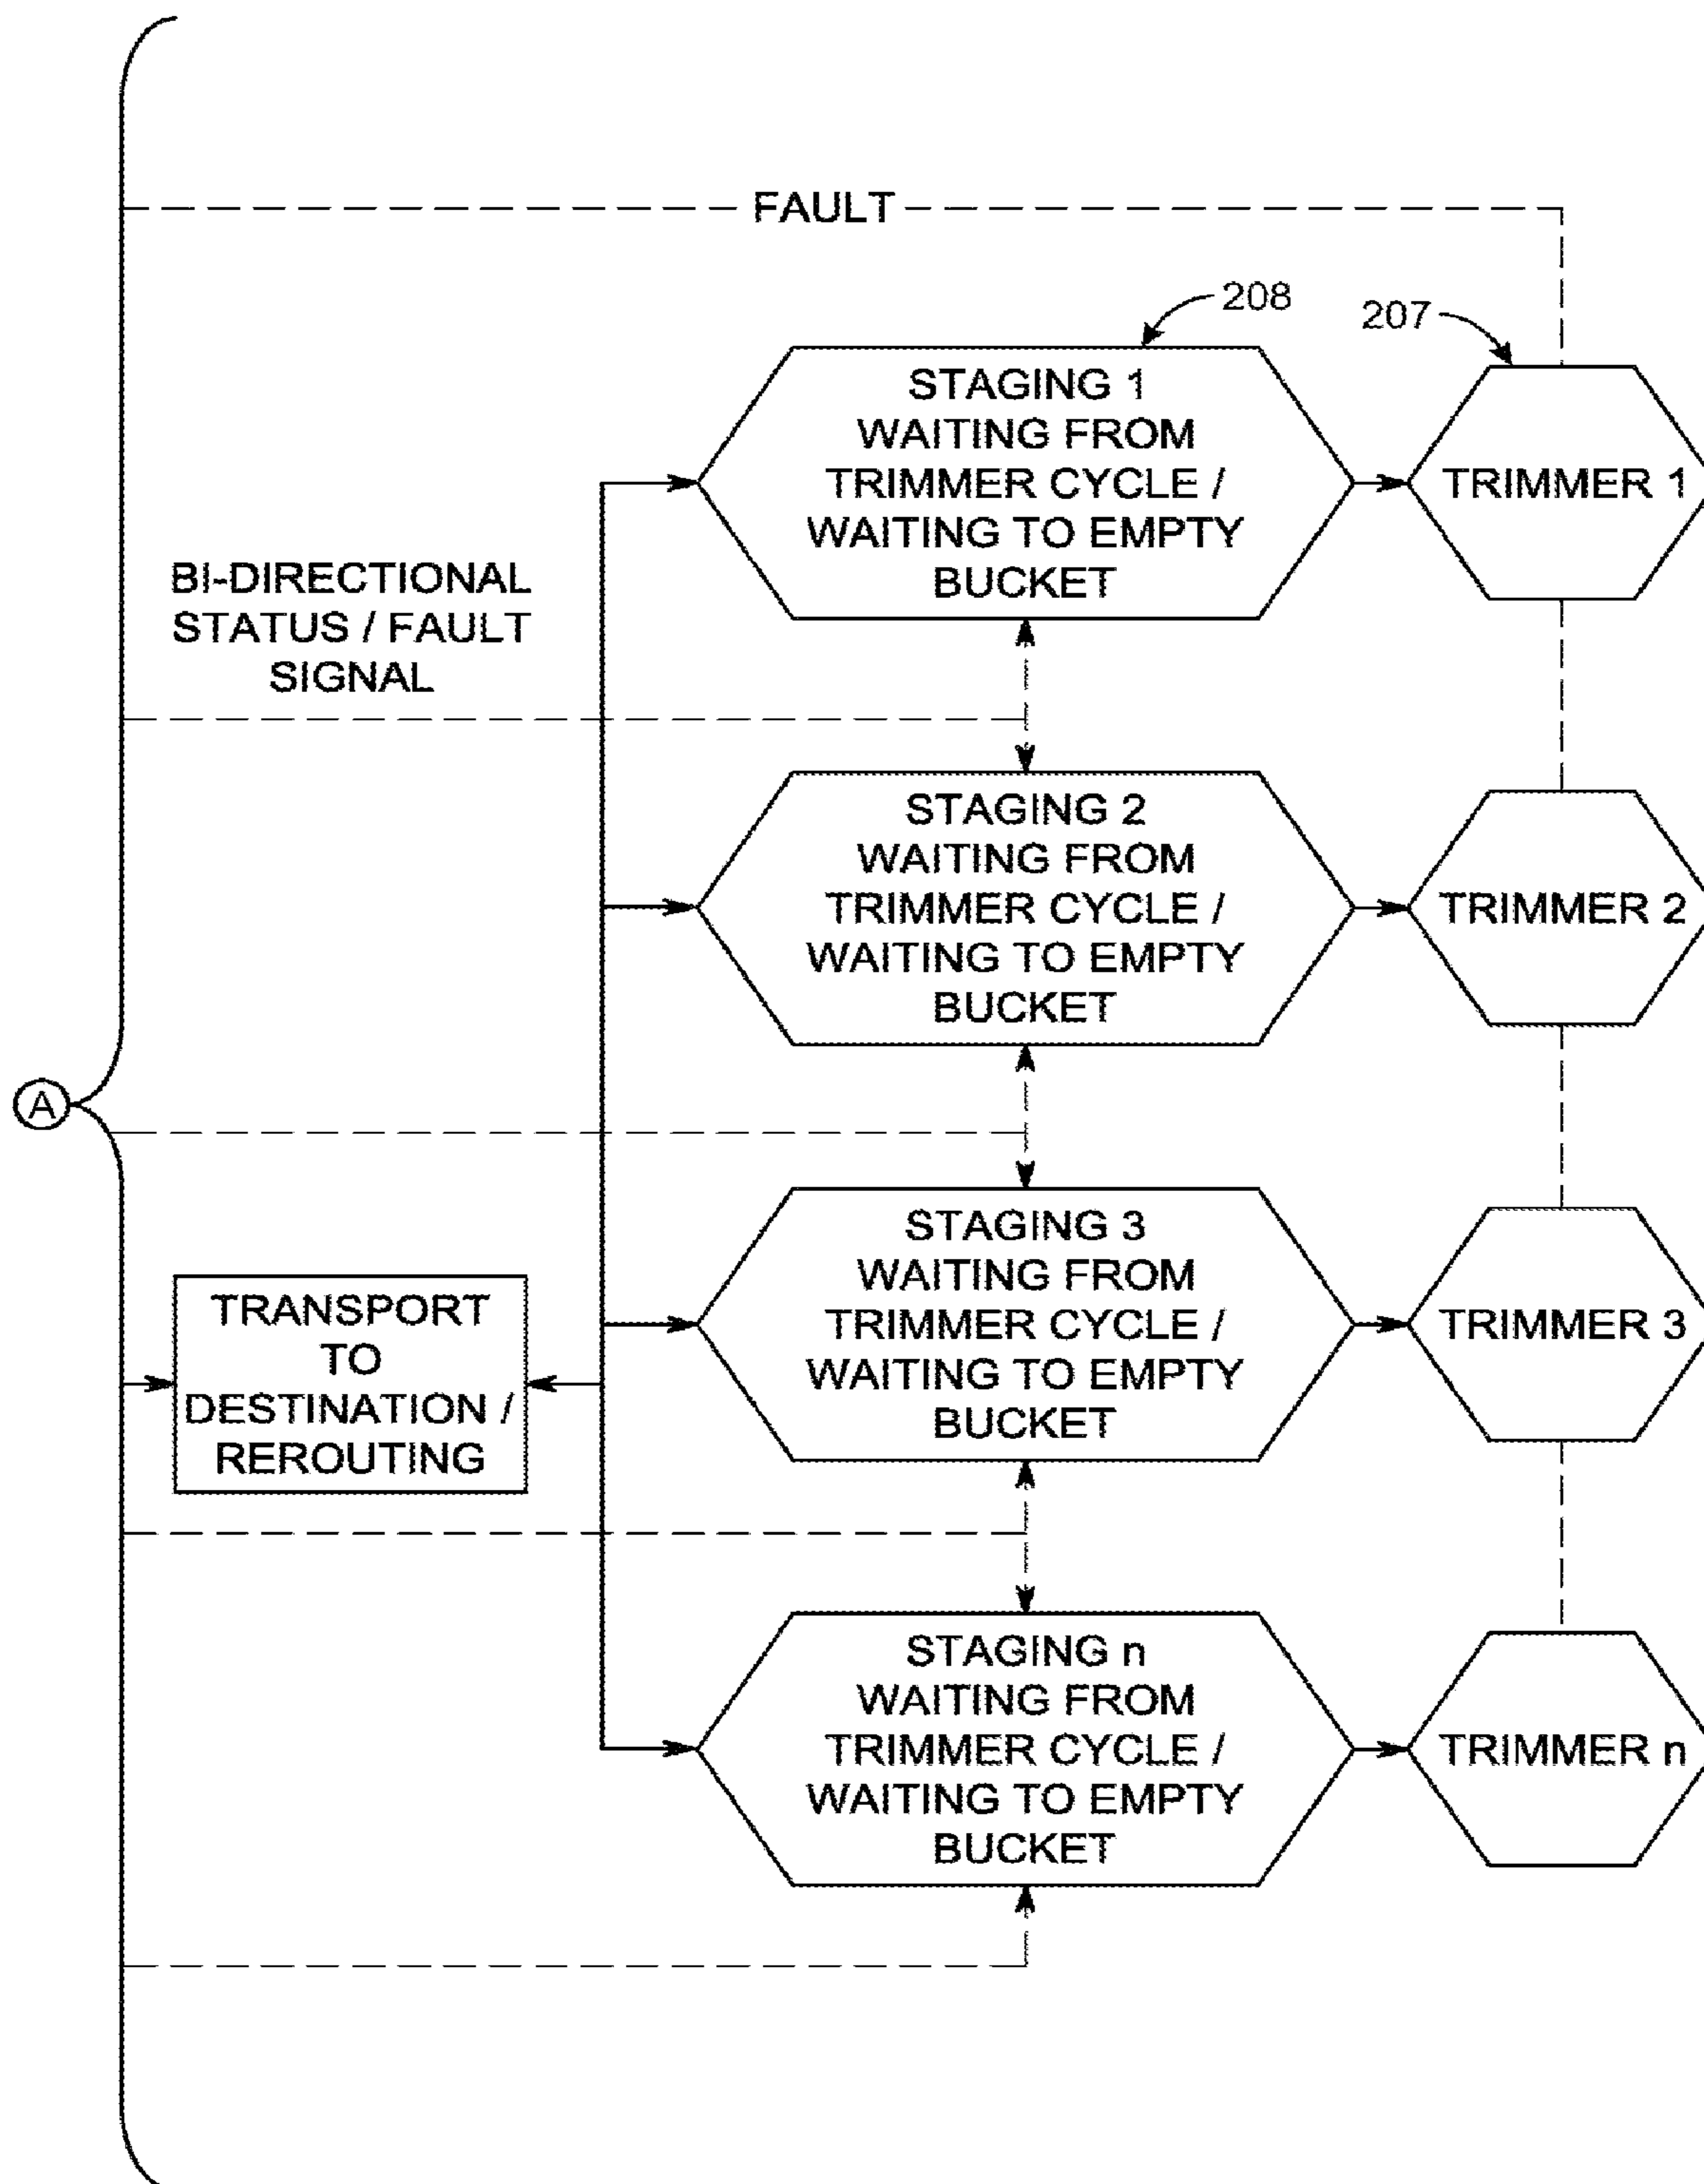 FAULT
208
207
STAGING 1
WAITING FROM
TRIMMER CYCLE /
WAITING TO EMPTY
BUCKET
TRIMMER 1
BI-DIRECTIONAL
STATUS / FAULT
SIGNAL
STAGING 2
WAITING FROM
TRIMMER CYCLE /
WAITING TO EMPTY
BUCKET
TRIMMER 2
A
STAGING 3
WAITING FROM
TRIMMER CYCLE /
WAITING TO EMPTY
BUCKET
TRIMMER 3
TRANSPORT
TO
DESTINATION /
REROUTING
STAGING n
WAITING FROM
TRIMMER CYCLE /
WAITING TO EMPTY
BUCKET
TRIMMER n